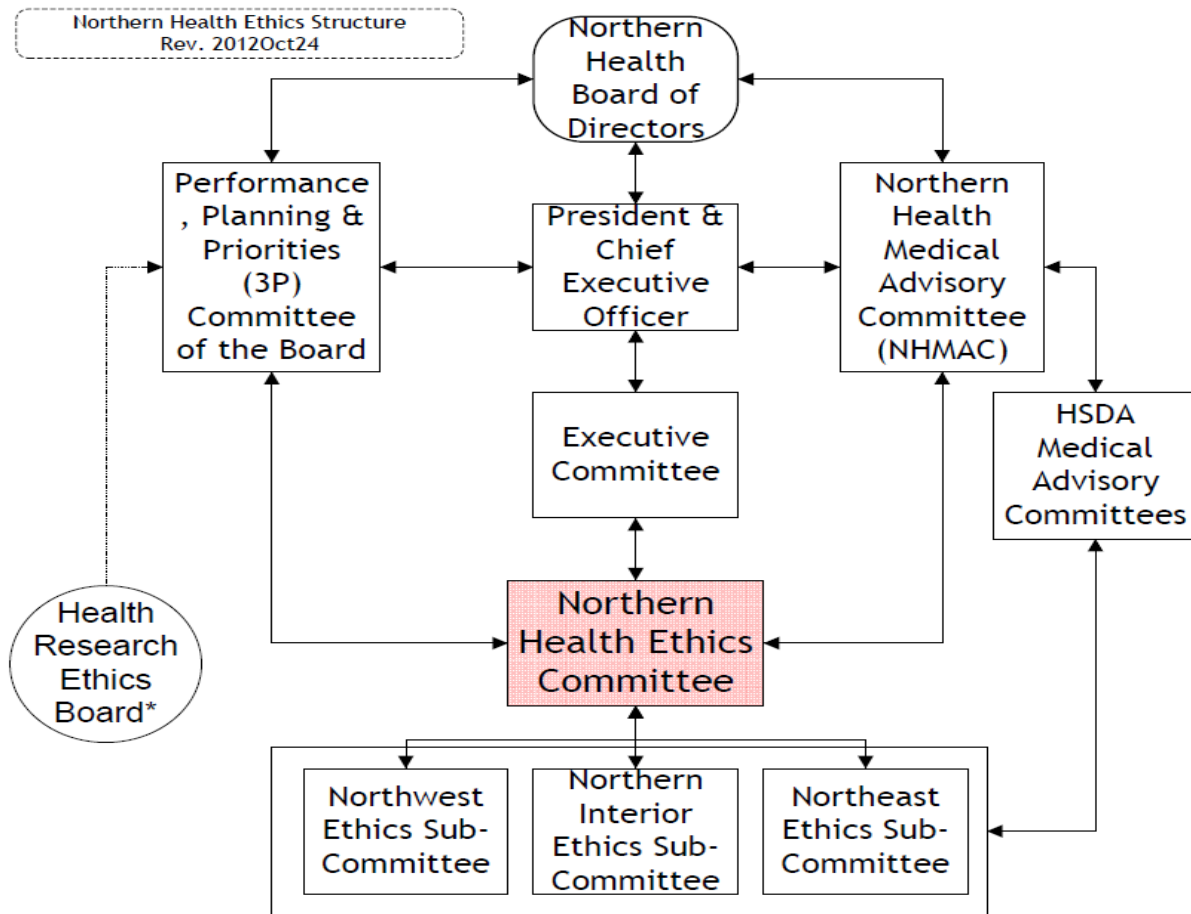 Northern Health Ethics Structure
Rev. 2012Oct24
Northern
Health
Board of
Directors
Performance
, Planning &
Priorities
(3P)
Committee
of the Board
President &
Chief
Executive
Officer
Northern
Health
Medical
Advisory
Committee
(NHMAC)
Executive
Committee
HSDA
Medical
Advisory
Committees
Health
Research
Ethics
Board*
Northern
Health Ethics
Committee
Northwest
Ethics Sub-
Committee
Northern
Interior
Ethics Sub-
Committee
Northeast
Ethics Sub-
Committee